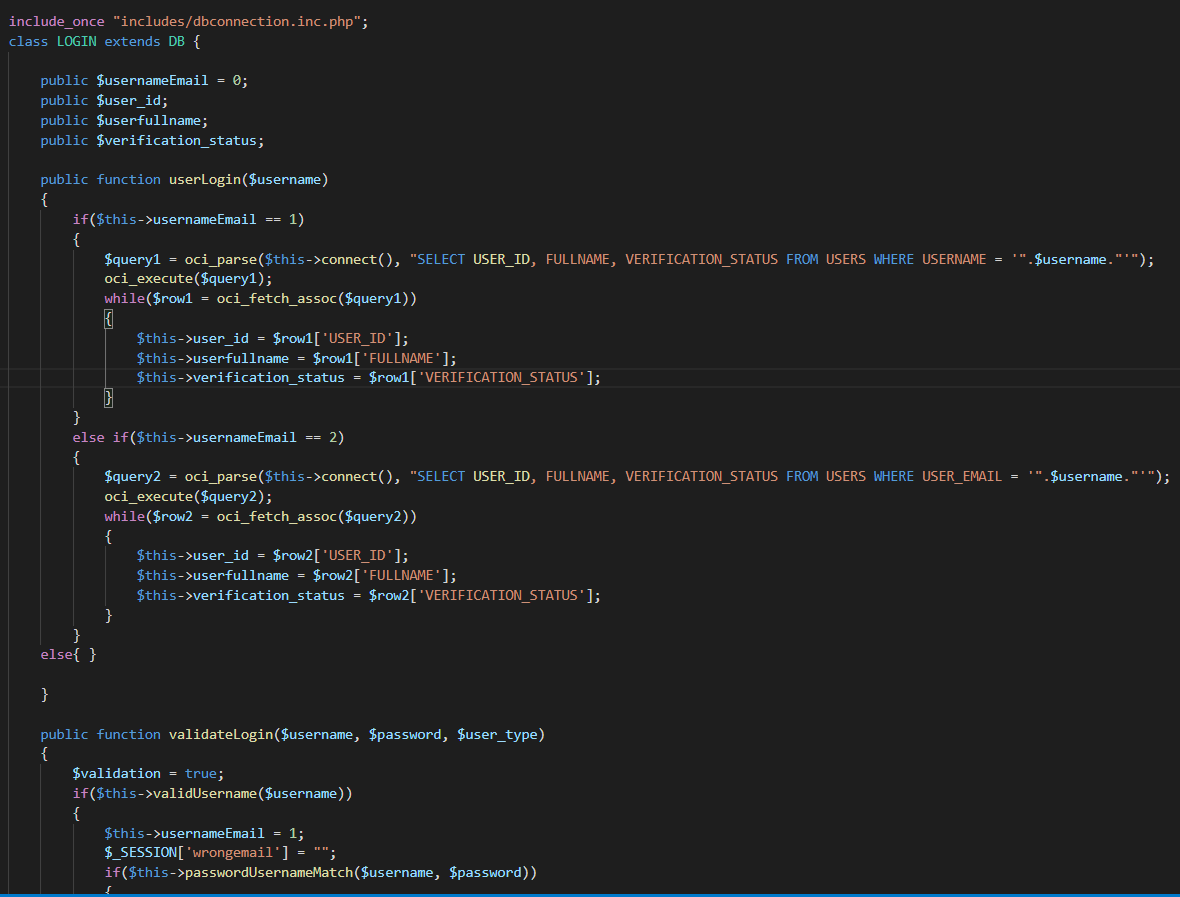 include_once "includes/dbconnection.inc.php";
class LOGIN extends DB {
public $usernameEmail = 0;
public $user_id;
public $userfullname;
public $verification_status;
public function userLogin($username)
{
if($this->usernameEmail == 1)
{
$query1 = oci_parse($this->connect(), "SELECT USER_ID, FULLNAME, VERIFICATION_STATUS FROM USERS WHERE USERNAME = '".$username."'");
oci_execute($query1);
while($row1 = oci_fetch_assoc($query1))
{
$this->user_id = $row1['USER_ID'];
$this->userfullname = $row1['FULLNAME'];
$this->verification_status = $row1['VERIFICATION_STATUS'];
}
}
else if($this->usernameEmail == 2)
{
$query2 = oci_parse($this->connect(), "SELECT USER_ID, FULLNAME, VERIFICATION_STATUS FROM USERS WHERE USER_EMAIL = '".$username."'");
oci_execute($query2);
while($row2 = oci_fetch_assoc($query2))
{
$this->user_id = $row2['USER_ID'];
$this->userfullname = $row2['FULLNAME'];
$this->verification_status = $row2['VERIFICATION_STATUS'];
}
}
else{ }
}
public function validateLogin($username, $password, $user_type)
{
$validation = true;
if($this->validUsername($username))
{
$this->usernameEmail = 1;
$_SESSION['wrongemail'] = "";
if($this->passwordUsernameMatch($username, $password))
{